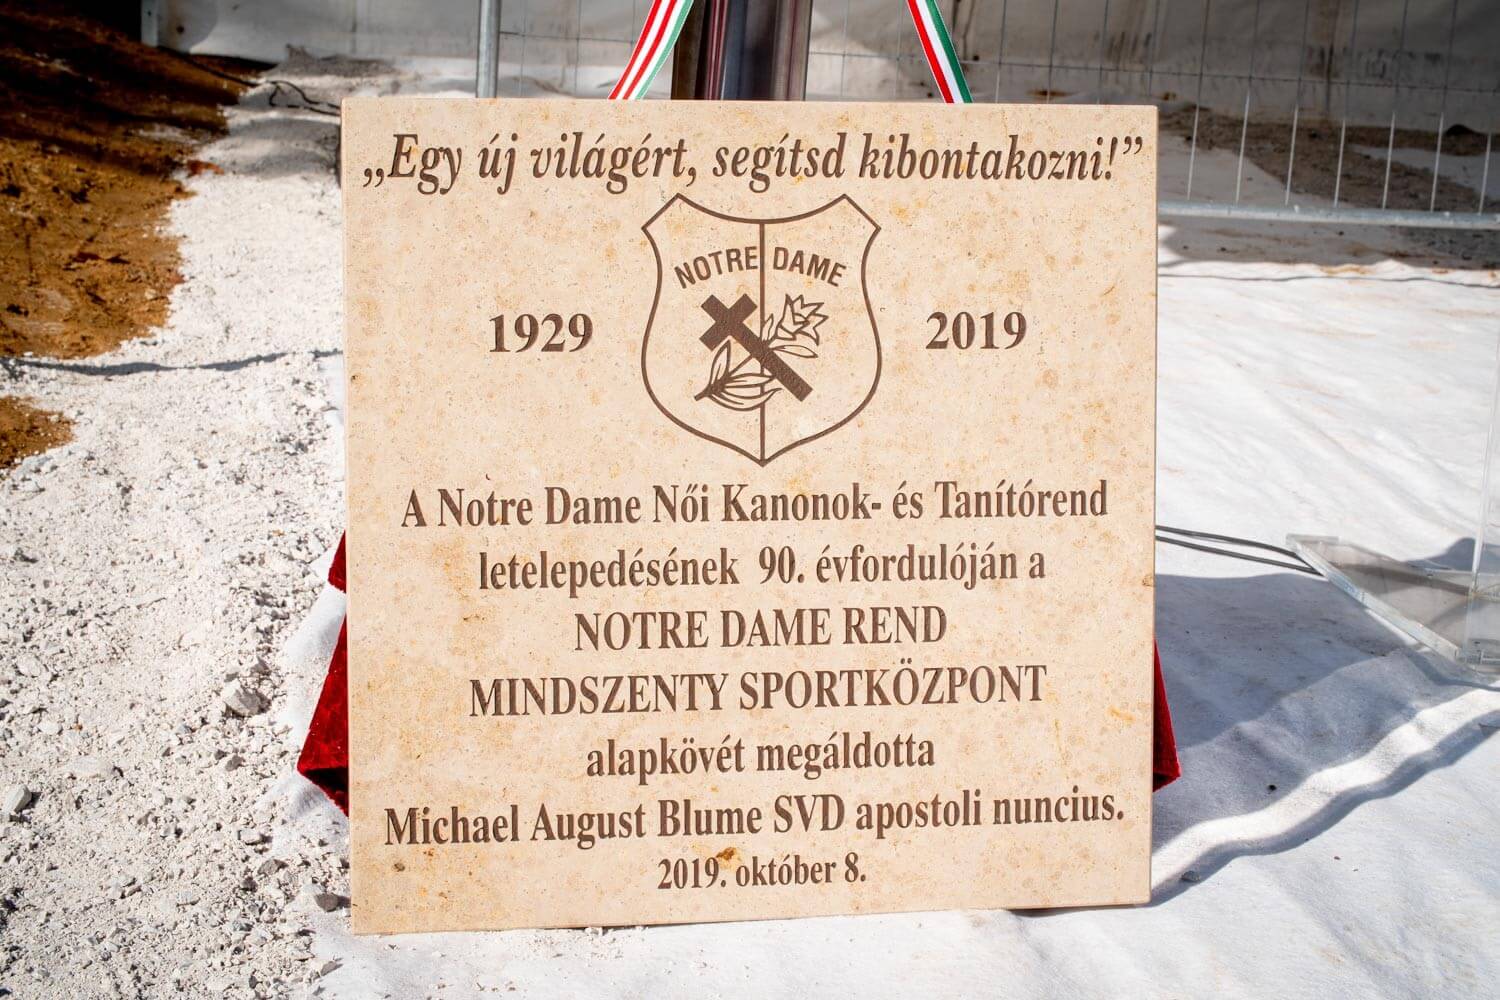 „Egy új világért, segítsd kibontakozni!”
NOTRE DAME
1929 2019
A Notre Dame Női Kanonok- és Tanítórend
letelepedésének 90. évfordulóján a
NOTRE DAME REND
MINDSZENTY SPORTKÖZPONT
alapkövét megáldotta
Michael August Blume SVD apostoli nuncius.
2019. október 8.